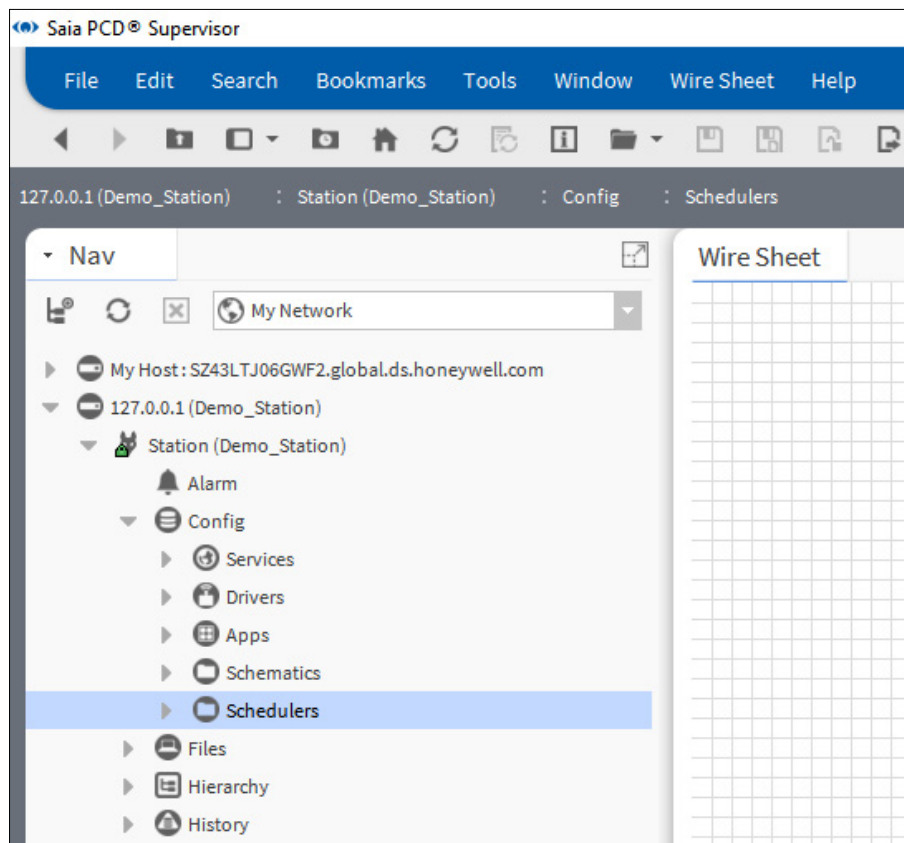 Saia PCD® Supervisor
File Edit Search Bookmarks Tools Window Wire Sheet Help
127.0.0.1 (Demo_Station) : Station (Demo_Station) : Config : Schedulers
Nav
Wire Sheet
My Network
My Host : SZ43LTJ06GWF2.global.ds.honeywell.com
127.0.0.1 (Demo_Station)
Station (Demo_Station)
Alarm
Config
Services
Drivers
Apps
Schematics
Schedulers
Files
Hierarchy
History